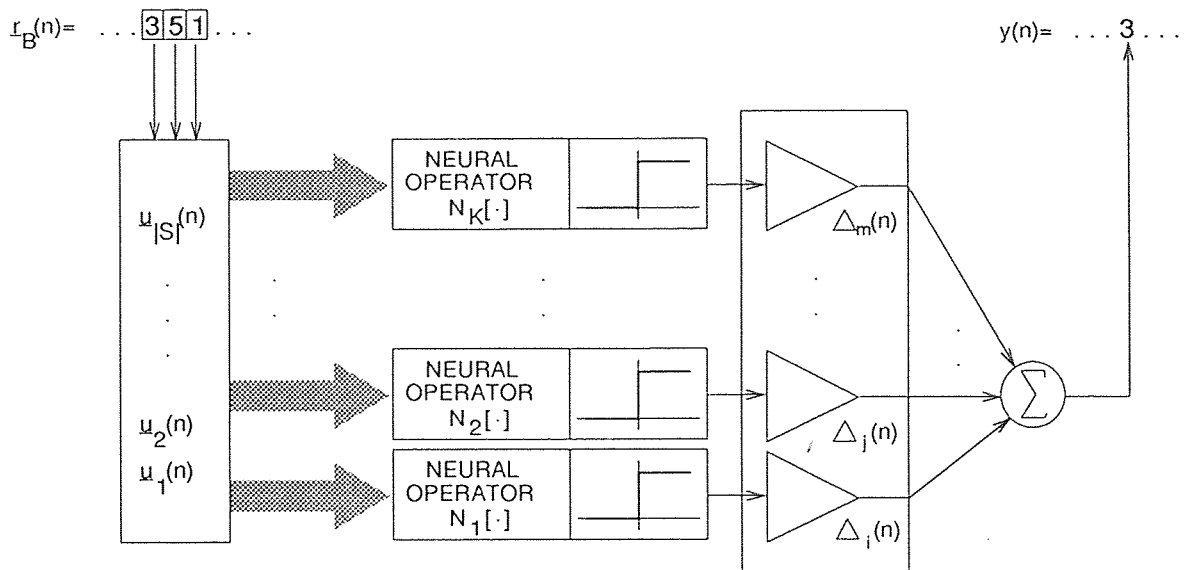 r_B(n)= . . . 3 5 1 . . .
y(n)= . . . 3 . . .
u_|S|(n)
NEURAL
OPERATOR
N_K[·]
Δ_m(n)
u_2(n)
NEURAL
OPERATOR
N_2[·]
Δ_j(n)
Σ
u_1(n)
NEURAL
OPERATOR
N_1[·]
Δ_i(n)